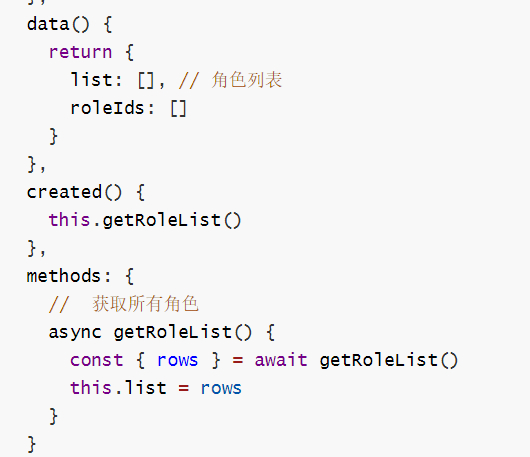 },
data() {
  return {
    list: [], // 角色列表
    roleIds: []
  }
},
created() {
  this.getRoleList()
},
methods: {
  //  获取所有角色
  async getRoleList() {
    const { rows } = await getRoleList()
    this.list = rows
  }
}